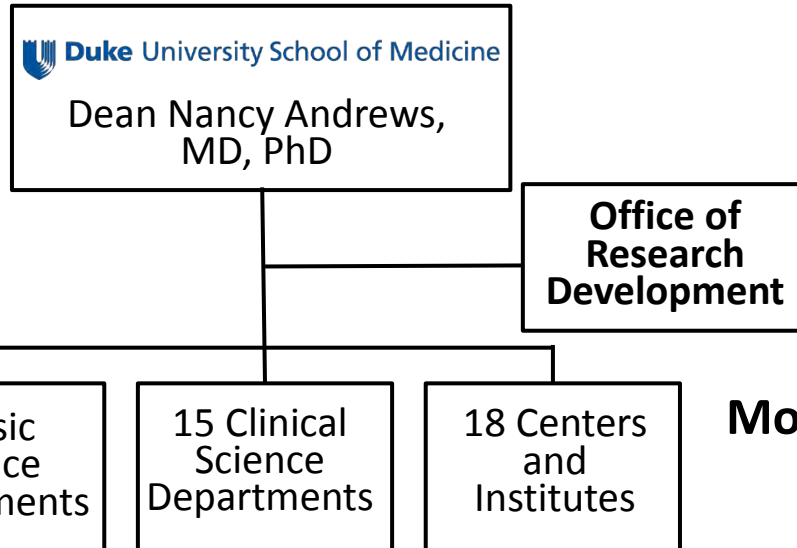 Duke University School of Medicine
Dean Nancy Andrews,
MD, PhD
Office of
Research
Development
15 Clinical
Science
Departments
18 Centers
and
Institutes